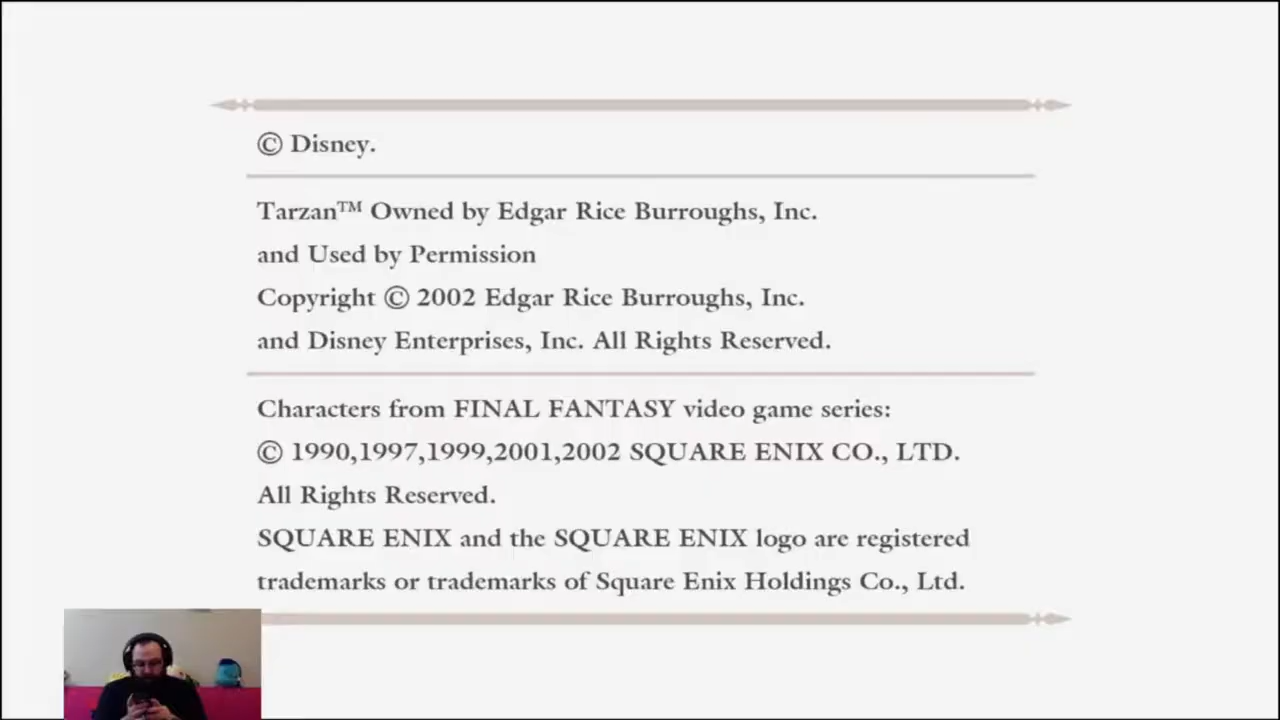 © Disney.
Tarzan™ Owned by Edgar Rice Burroughs, Inc.
and Used by Permission
Copyright © 2002 Edgar Rice Burroughs, Inc.
and Disney Enterprises, Inc. All Rights Reserved.
Characters from FINAL FANTASY video game series:
© 1990,1997,1999,2001,2002 SQUARE ENIX CO., LTD.
All Rights Reserved.
SQUARE ENIX and the SQUARE ENIX logo are registered
trademarks or trademarks of Square Enix Holdings Co., Ltd.